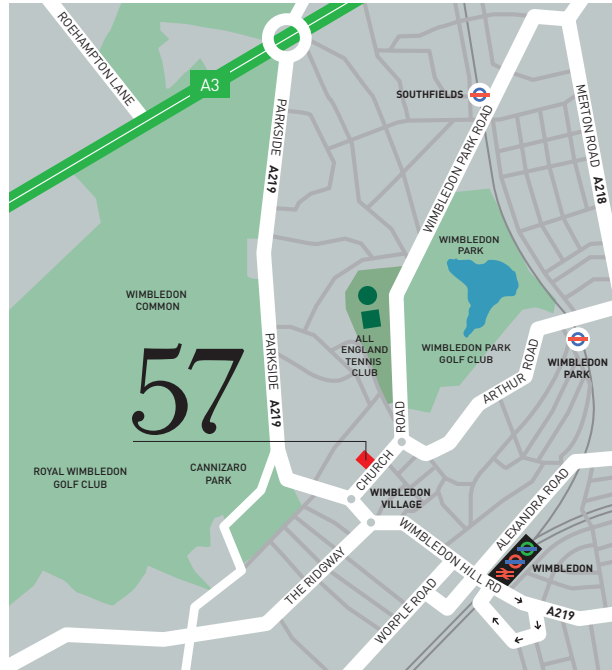 ROEHAMPTON LANE
A3
PARKSIDE A219
SOUTHFIELDS
WIMBLEDON PARK ROAD
MERTON ROAD A218
WIMBLEDON
PARK
WIMBLEDON
COMMON
ALL
ENGLAND
TENNIS
CLUB
WIMBLEDON PARK
GOLF CLUB
WIMBLEDON
PARK
PARKSIDE A219
57
ARTHUR ROAD
CHURCH ROAD
ROYAL WIMBLEDON
GOLF CLUB
CANNIZARO
PARK
WIMBLEDON
VILLAGE
WIMBLEDON HILL RD
ALEXANDRA ROAD
THE RIDGWAY
WORPLE ROAD
WIMBLEDON
A219